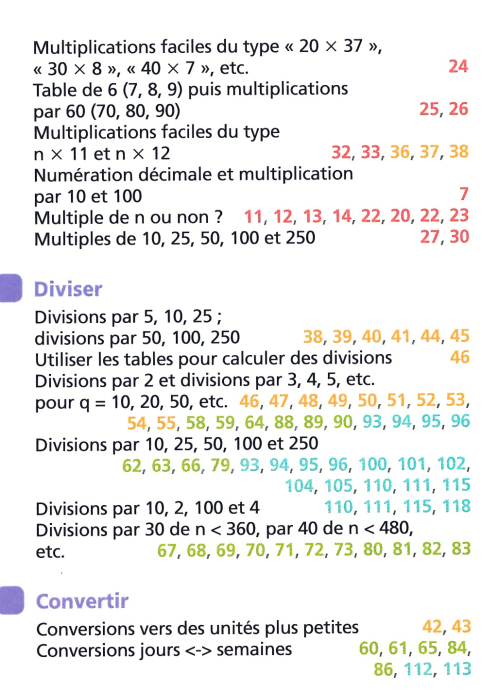 Multiplications faciles du type « 20 × 37 »,
« 30 × 8 », « 40 × 7 », etc. 24
Table de 6 (7, 8, 9) puis multiplications
par 60 (70, 80, 90) 25, 26
Multiplications faciles du type
n × 11 et n × 12 32, 33, 36, 37, 38
Numération décimale et multiplication
par 10 et 100 7
Multiple de n ou non ? 11, 12, 13, 14, 22, 20, 22, 23
Multiples de 10, 25, 50, 100 et 250 27, 30
Diviser
Divisions par 5, 10, 25 ;
divisions par 50, 100, 250 38, 39, 40, 41, 44, 45
Utiliser les tables pour calculer des divisions 46
Divisions par 2 et divisions par 3, 4, 5, etc.
pour q = 10, 20, 50, etc. 46, 47, 48, 49, 50, 51, 52, 53,
54, 55, 58, 59, 64, 88, 89, 90, 93, 94, 95, 96
Divisions par 10, 25, 50, 100 et 250
62, 63, 66, 79, 93, 94, 95, 96, 100, 101, 102,
104, 105, 110, 111, 115
Divisions par 10, 2, 100 et 4 110, 111, 115, 118
Divisions par 30 de n < 360, par 40 de n < 480,
etc. 67, 68, 69, 70, 71, 72, 73, 80, 81, 82, 83
Convertir
Conversions vers des unités plus petites 42, 43
Conversions jours <-> semaines 60, 61, 65, 84,
86, 112, 113